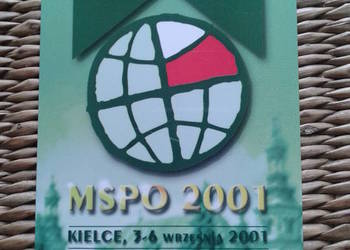 MSPO 2001
KIELCE, 3-6 WRZEŚNIA 2001